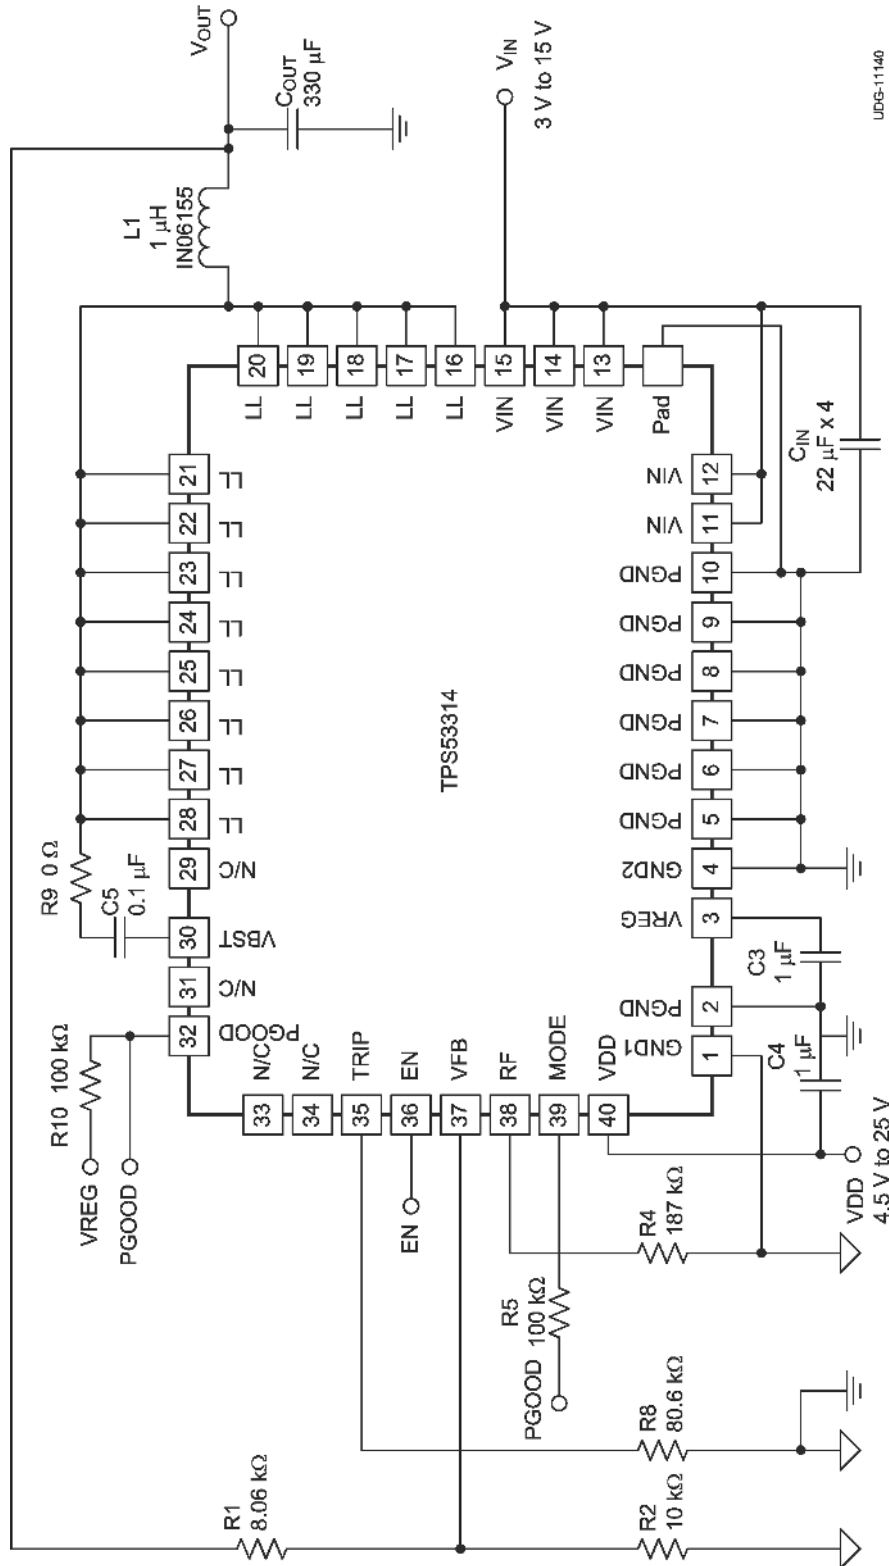 V_OUT
C_OUT
330 µF
L1
1 µH
IN06155
V_IN
3 V to 15 V
UDG-11140
20
19
18
17
16
15
14
13
LL
LL
LL
LL
LL
VIN
VIN
VIN
Pad
21
22
23
24
25
26
27
28
29
30
31
32
LL
LL
LL
LL
LL
LL
LL
LL
N/C
VBST
N/C
PGOOD
R9 0 Ω
C5
0.1 µF
TPS53314
VIN
VIN
PGND
PGND
PGND
PGND
PGND
PGND
GND2
VREG
PGND
GND1
12
11
10
9
8
7
6
5
4
3
2
1
C_IN
22 µF x 4
C3
1 µF
C4
1 µF
R10 100 kΩ
VREG
PGOOD
N/C
N/C
TRIP
EN
VFB
RF
MODE
VDD
33
34
35
36
37
38
39
40
EN
R5
100 kΩ
PGOOD
R4
187 kΩ
VDD
4.5 V to 25 V
R1
8.06 kΩ
R8
80.6 kΩ
R2
10 kΩ